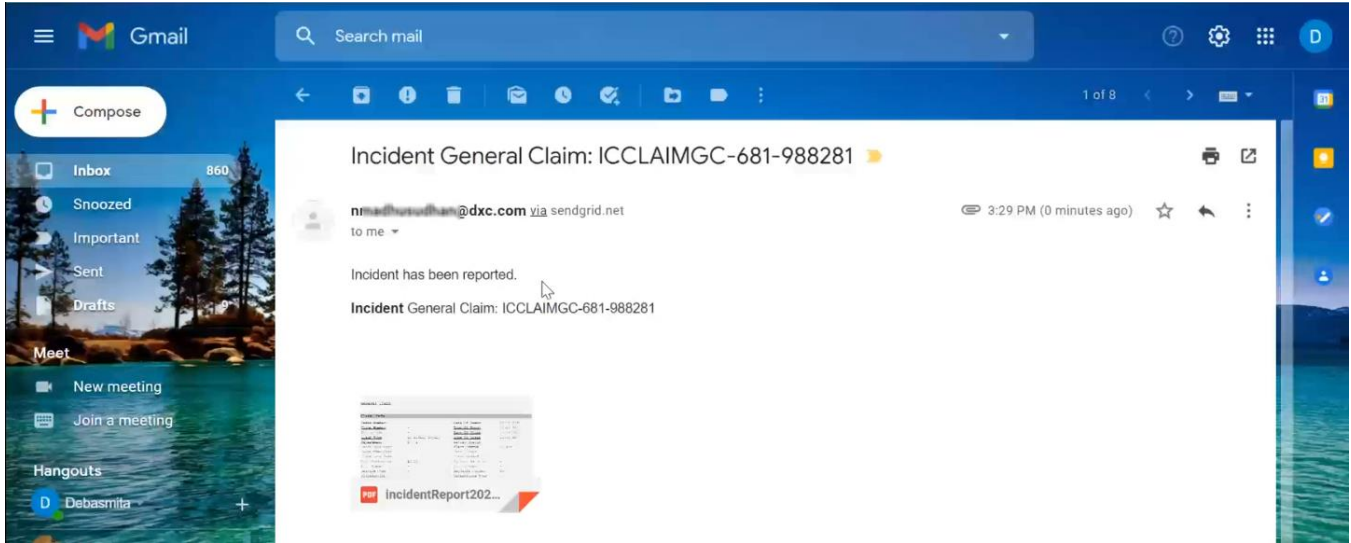 Gmail
Search mail
D
Compose
1 of 8
31
Inbox 860
Snoozed
Important
Sent
Drafts 9
Meet
New meeting
Join a meeting
Hangouts
D Debasmita +
Incident General Claim: ICCLAIMGC-681-988281
@dxc.com via sendgrid.net
3:29 PM (0 minutes ago)
to me
Incident has been reported.
Incident General Claim: ICCLAIMGC-681-988281
PDF incidentReport202...